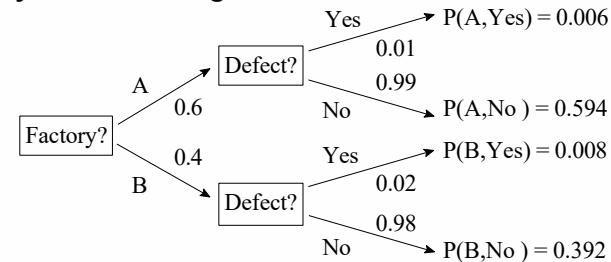 Yes
P(A,Yes) = 0.006
0.01
Defect?
0.99
A
0.6
No
P(A,No ) = 0.594
Factory?
0.4
Yes
P(B,Yes) = 0.008
B
0.02
Defect?
0.98
No
P(B,No ) = 0.392